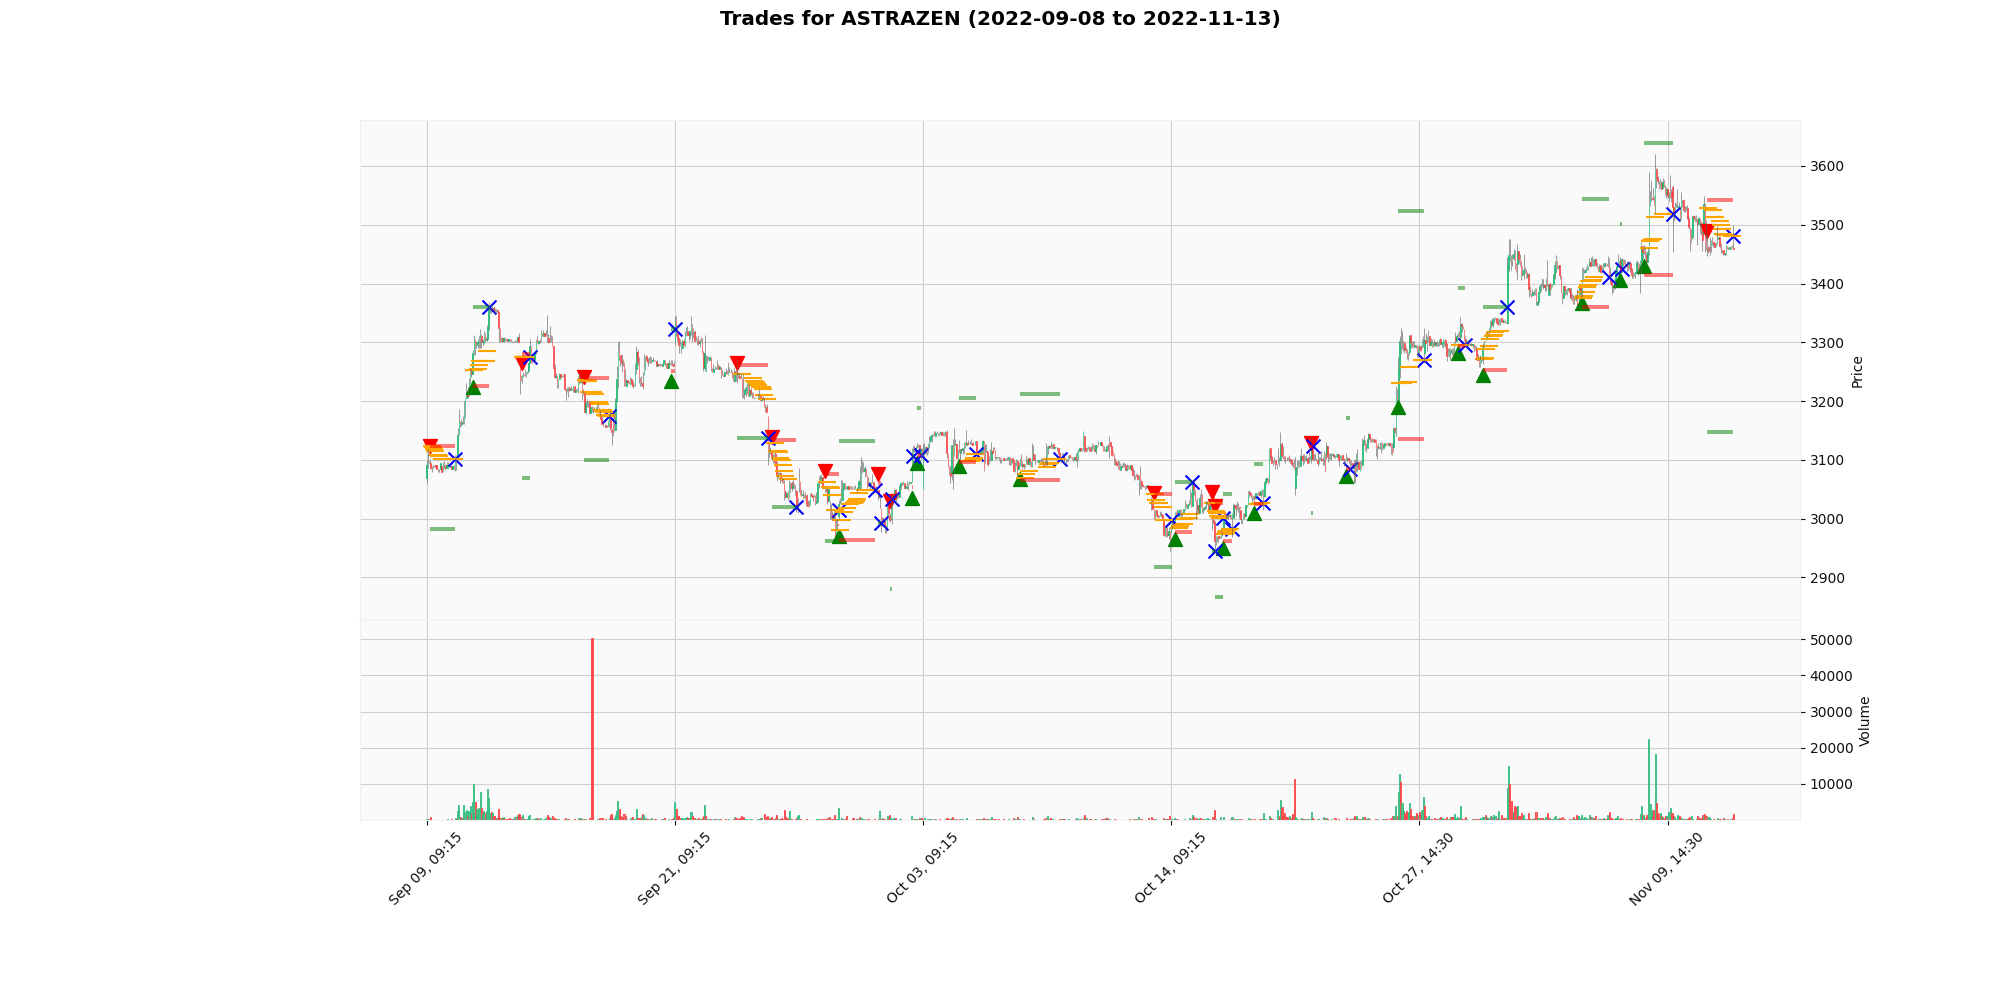 Trades for ASTRAZEN (2022-09-08 to 2022-11-13)
3600
3500
3400
3300
3200
3100
3000
2900
Price
50000
40000
30000
20000
10000
Volume
Sep 09, 09:15
Sep 21, 09:15
Oct 03, 09:15
Oct 14, 09:15
Oct 27, 14:30
Nov 09, 14:30